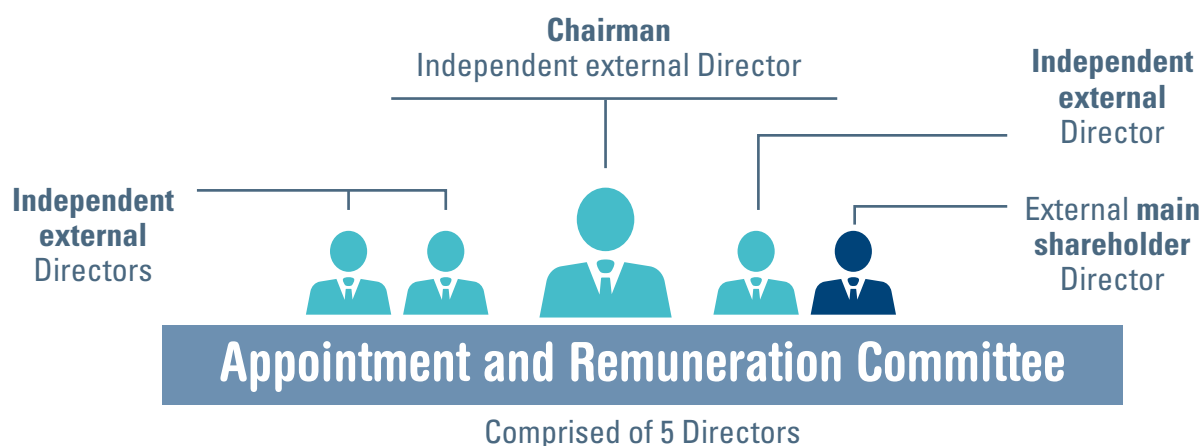 Chairman
Independent external Director
Independent
external
Director
Independent
external
Directors
External main
shareholder
Director
Appointment and Remuneration Committee
Comprised of 5 Directors